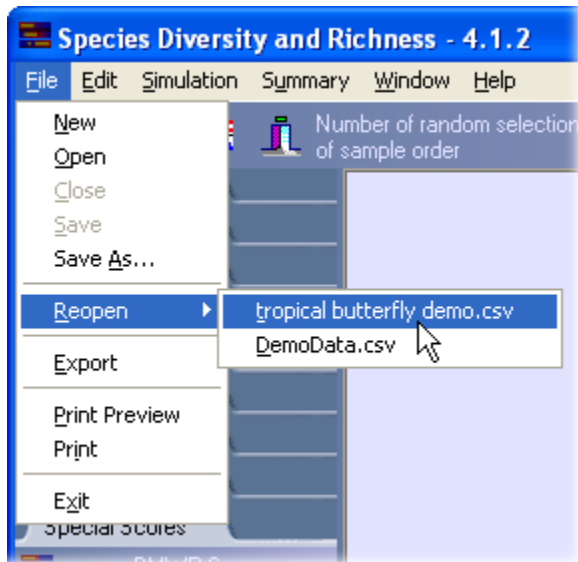 Species Diversity and Richness - 4.1.2
File Edit Simulation Summary Window Help
Number of random selection
of sample order
New
Open
Close
Save
Save As...
Reopen
tropical butterfly demo.csv
DemoData.csv
Export
Print Preview
Print
Exit
Special Scores